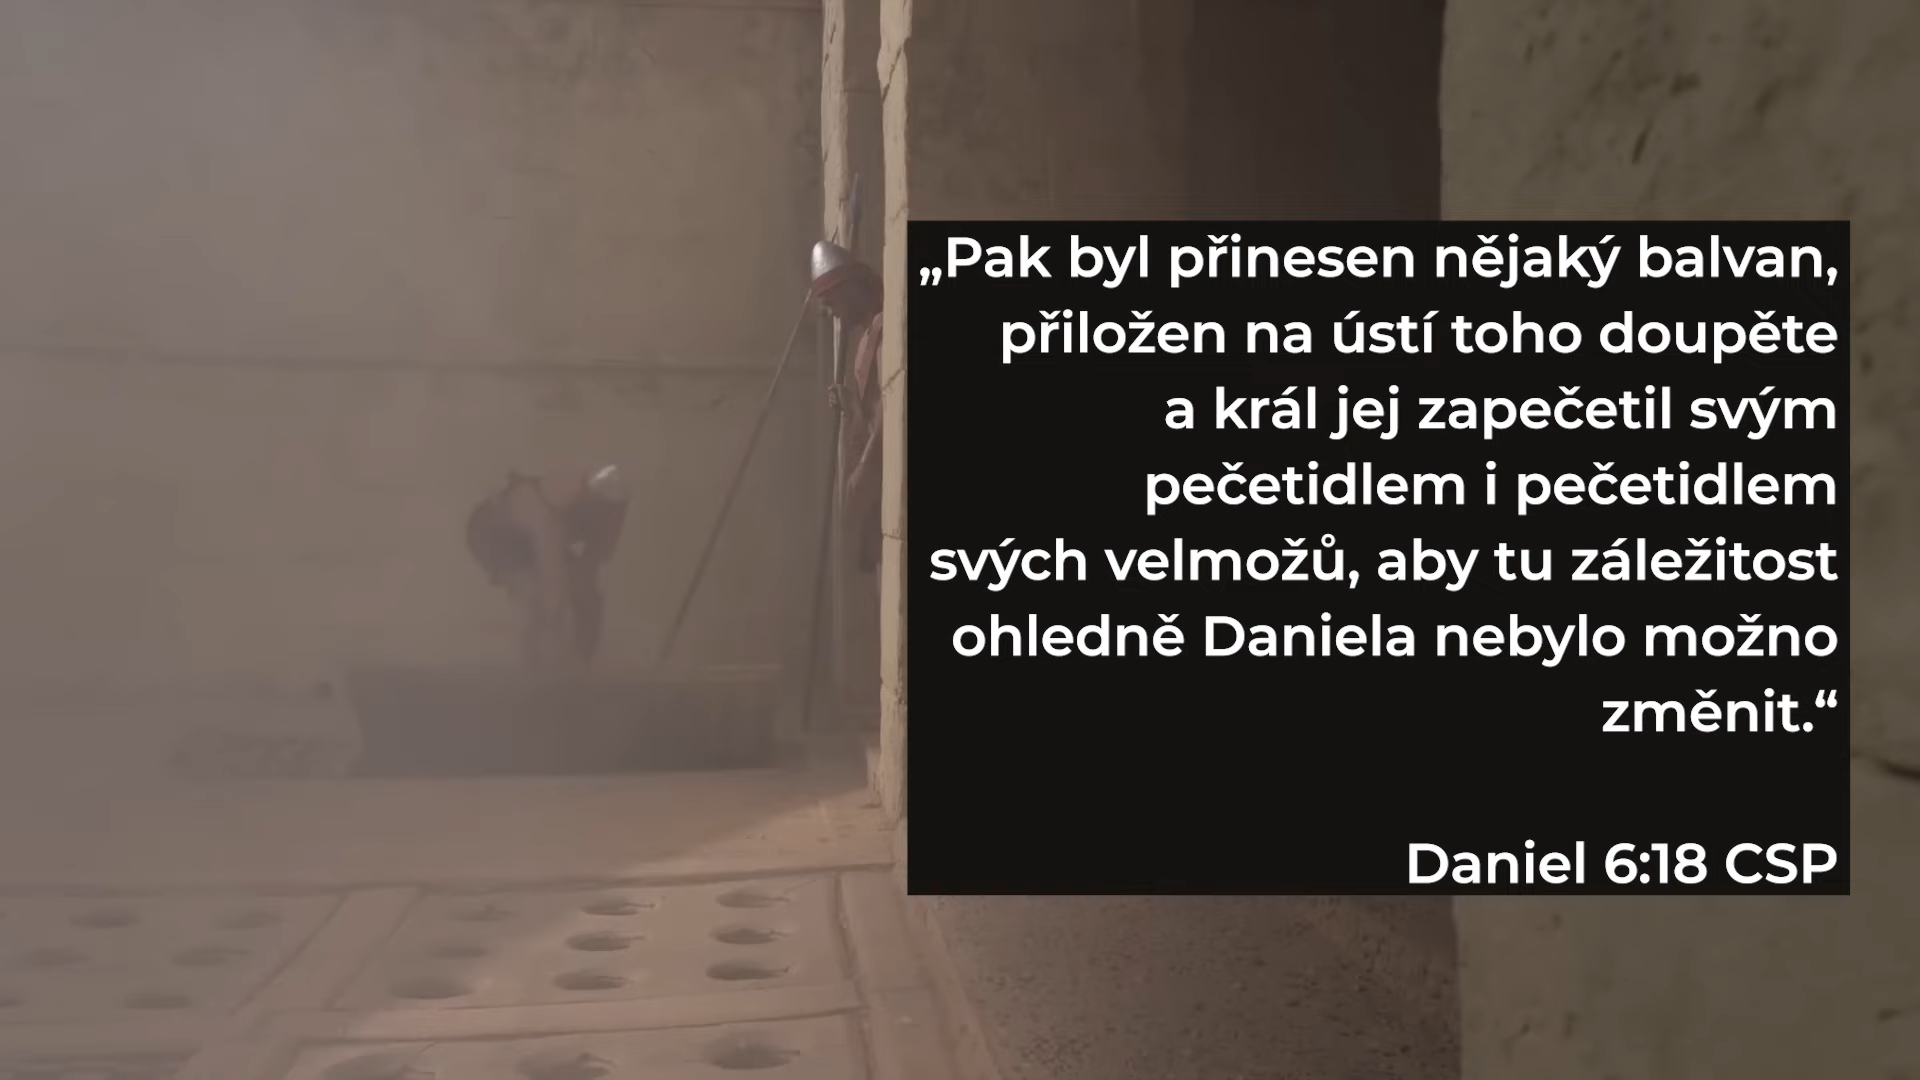 „Pak byl přinesen nějaký balvan,
přiložen na ústí toho doupěte
a král jej zapečetil svým
pečetidlem i pečetidlem
svých velmožů, aby tu záležitost
ohledně Daniela nebylo možno
změnit.“
Daniel 6:18 CSP